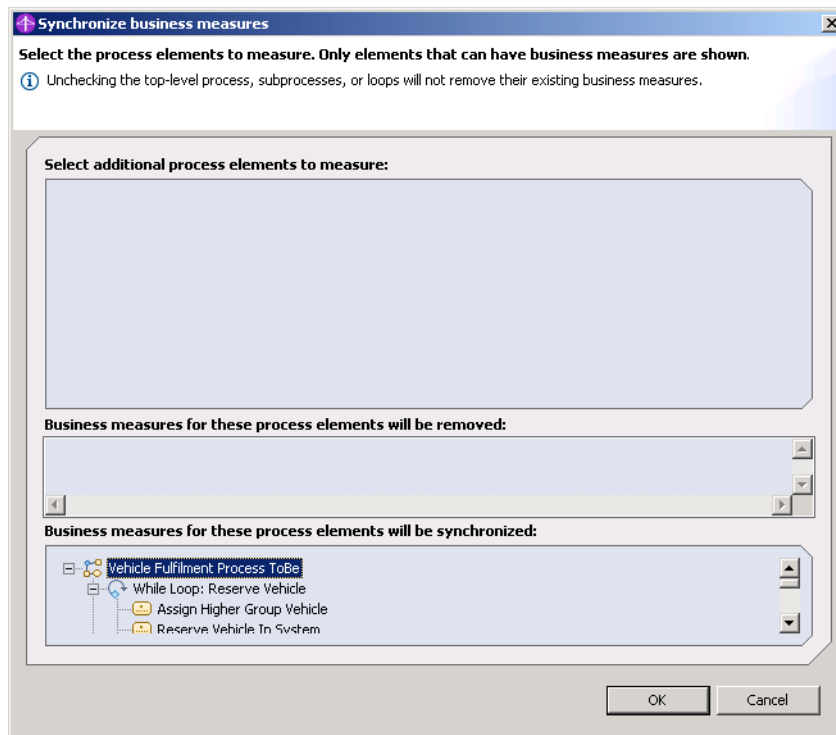 Synchronize business measures
Select the process elements to measure. Only elements that can have business measures are shown.
Unchecking the top-level process, subprocesses, or loops will not remove their existing business measures.
Select additional process elements to measure:
Business measures for these process elements will be removed:
Business measures for these process elements will be synchronized:
Vehicle Fulfilment Process ToBe
While Loop: Reserve Vehicle
Assign Higher Group Vehicle
Reserve Vehicle In System
OK
Cancel